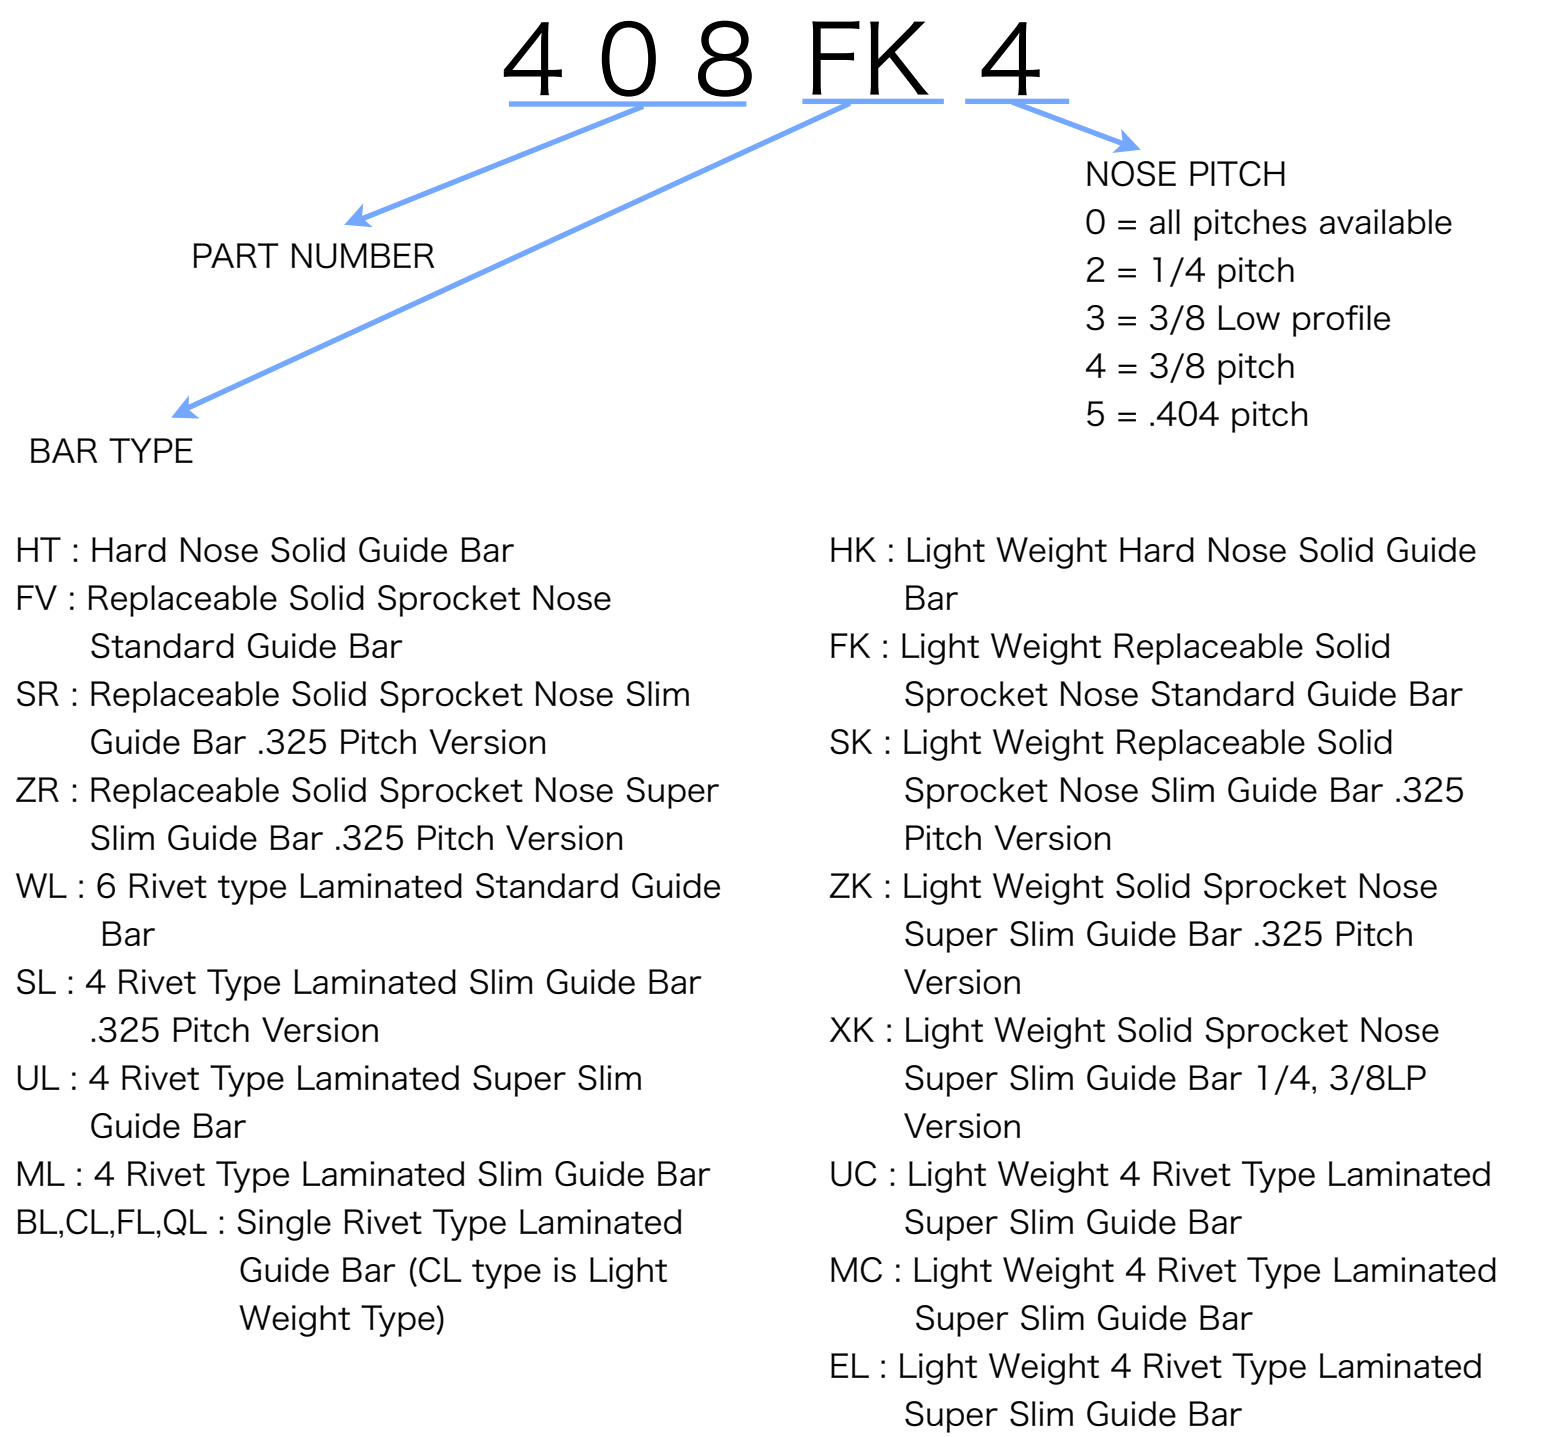 408 FK 4
NOSE PITCH
0 = all pitches available
2 = 1/4 pitch
3 = 3/8 Low profile
4 = 3/8 pitch
5 = .404 pitch
PART NUMBER
BAR TYPE
HT : Hard Nose Solid Guide Bar
FV : Replaceable Solid Sprocket Nose
Standard Guide Bar
SR : Replaceable Solid Sprocket Nose Slim
Guide Bar .325 Pitch Version
ZR : Replaceable Solid Sprocket Nose Super
Slim Guide Bar .325 Pitch Version
WL : 6 Rivet type Laminated Standard Guide
Bar
SL : 4 Rivet Type Laminated Slim Guide Bar
.325 Pitch Version
UL : 4 Rivet Type Laminated Super Slim
Guide Bar
ML : 4 Rivet Type Laminated Slim Guide Bar
BL,CL,FL,QL : Single Rivet Type Laminated
Guide Bar (CL type is Light
Weight Type)
HK : Light Weight Hard Nose Solid Guide
Bar
FK : Light Weight Replaceable Solid
Sprocket Nose Standard Guide Bar
SK : Light Weight Replaceable Solid
Sprocket Nose Slim Guide Bar .325
Pitch Version
ZK : Light Weight Solid Sprocket Nose
Super Slim Guide Bar .325 Pitch
Version
XK : Light Weight Solid Sprocket Nose
Super Slim Guide Bar 1/4, 3/8LP
Version
UC : Light Weight 4 Rivet Type Laminated
Super Slim Guide Bar
MC : Light Weight 4 Rivet Type Laminated
Super Slim Guide Bar
EL : Light Weight 4 Rivet Type Laminated
Super Slim Guide Bar